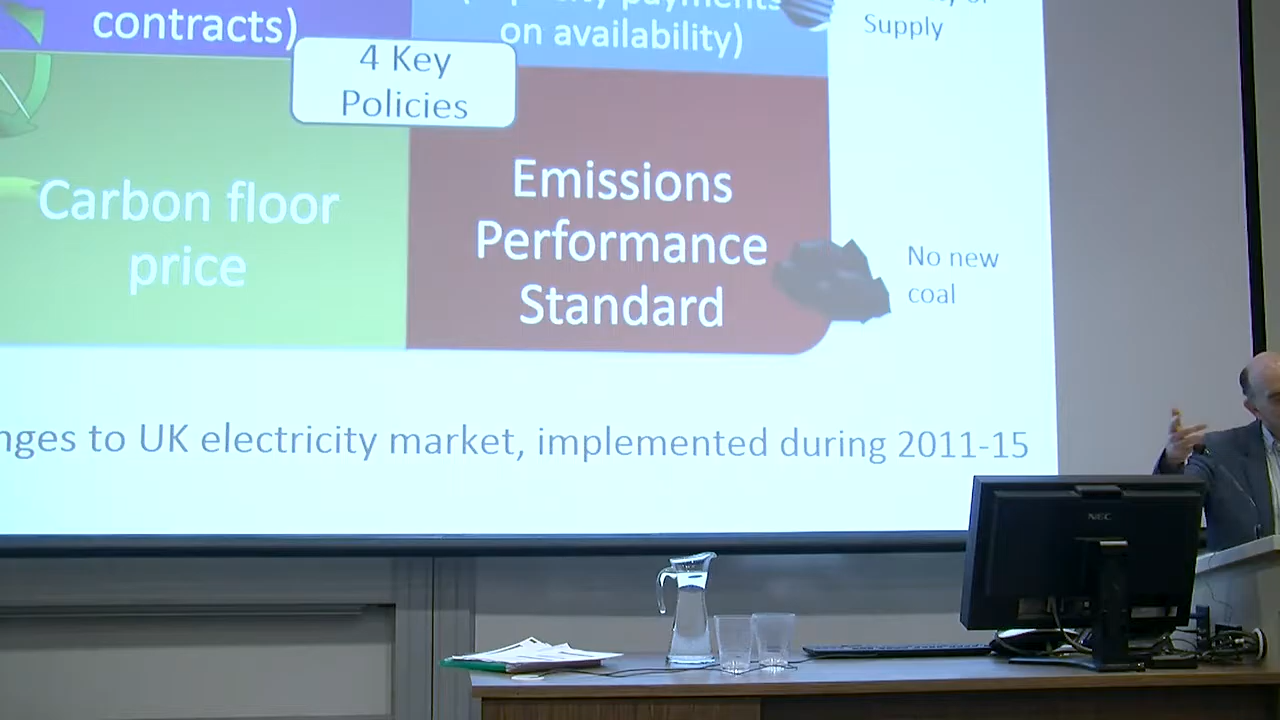 contracts)
payments
on availability)
Supply
4 Key
Policies
Carbon floor
price
Emissions
Performance
Standard
No new
coal
to UK electricity market, implemented during 2011-15
NEC